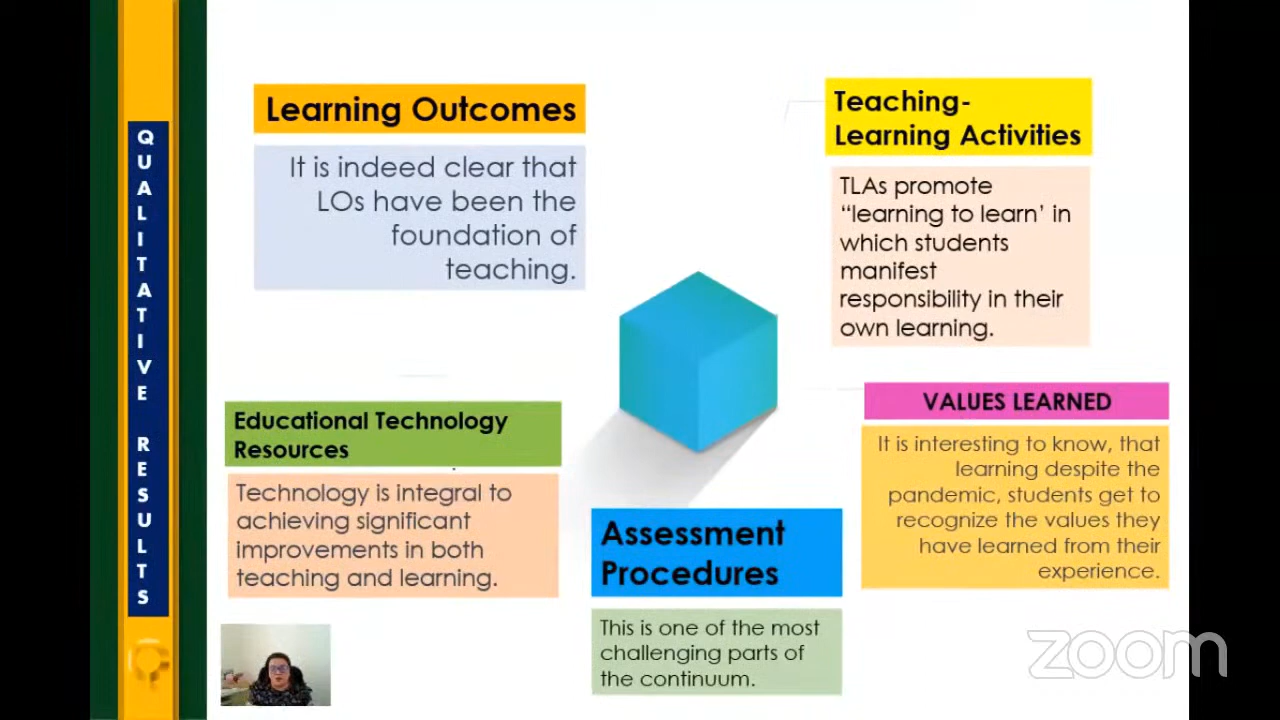 QUALITATIVE RESULTS
Learning Outcomes
It is indeed clear that
LOs have been the
foundation of
teaching.
Teaching-
Learning Activities
TLAs promote
“learning to learn’ in
which students
manifest
responsibility in their
own learning.
Educational Technology
Resources
Technology is integral to
achieving significant
improvements in both
teaching and learning.
Assessment
Procedures
This is one of the most
challenging parts of
the continuum.
VALUES LEARNED
It is interesting to know, that
learning despite the
pandemic, students get to
recognize the values they
have learned from their
experience.
zoom